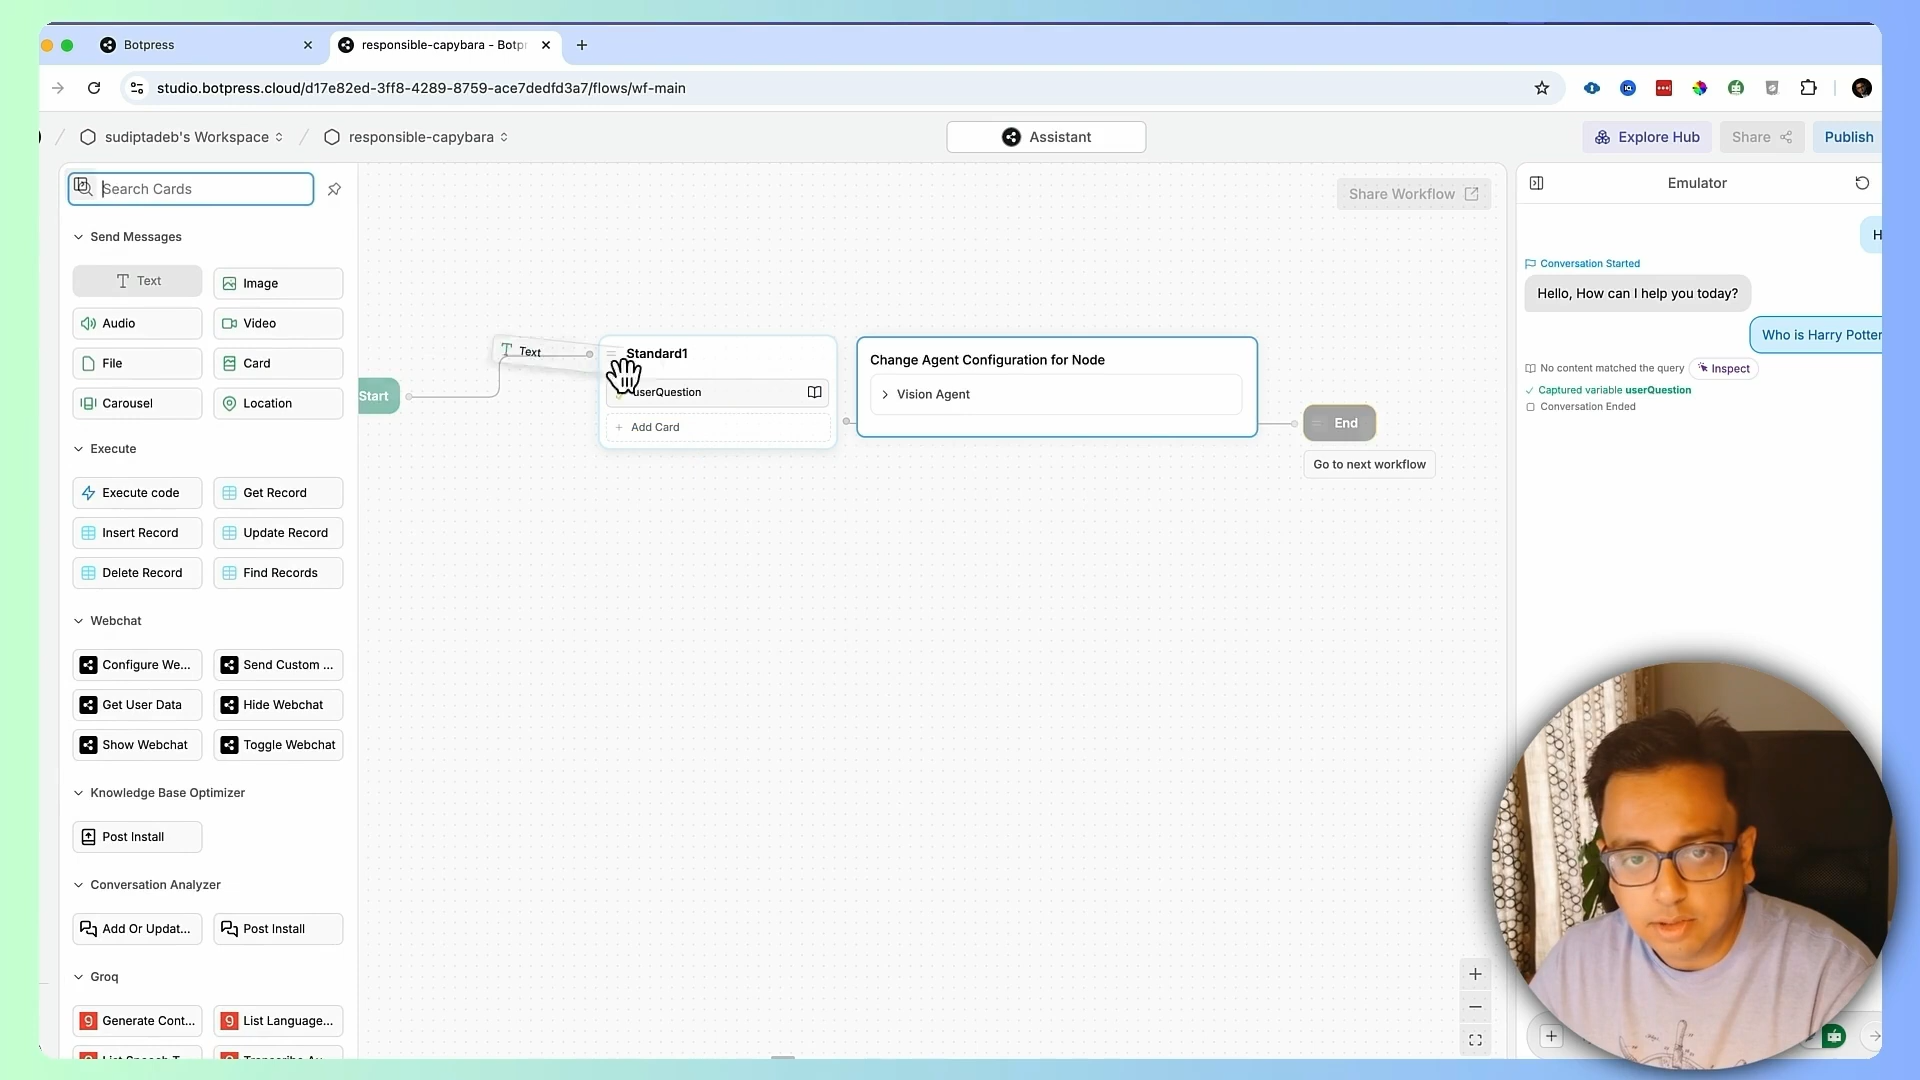 Botpress
responsible-capybara - Botpr
studio.botpress.cloud/d17e82ed-3ff8-4289-8759-ace7dedfd3a7/flows/wf-main
sudiptadeb's Workspace
responsible-capybara
Assistant
Explore Hub
Share
Publish
Search Cards
Send Messages
Text
Image
Audio
Video
File
Card
Carousel
Location
Execute
Execute code
Get Record
Insert Record
Update Record
Delete Record
Find Records
Webchat
Configure We...
Send Custom ...
Get User Data
Hide Webchat
Show Webchat
Toggle Webchat
Knowledge Base Optimizer
Post Install
Conversation Analyzer
Add Or Updat...
Post Install
Groq
Generate Cont...
List Language...
Share Workflow
Start
Text
Standard1
userQuestion
Add Card
Change Agent Configuration for Node
Vision Agent
End
Go to next workflow
Emulator
H
Conversation Started
Hello, How can I help you today?
Who is Harry Potter
No content matched the query
Inspect
Captured variable userQuestion
Conversation Ended